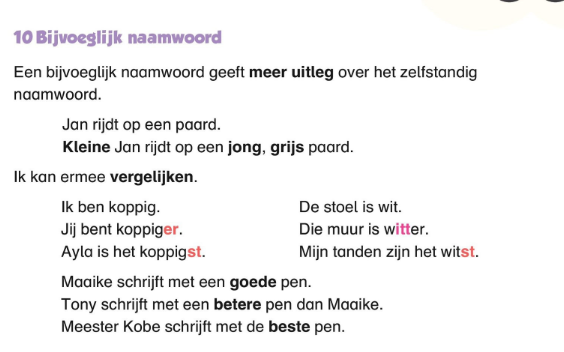 10 Bijvoeglijk naamwoord
Een bijvoeglijk naamwoord geeft meer uitleg over het zelfstandig
naamwoord.
Jan rijdt op een paard.
Kleine Jan rijdt op een jong, grijs paard.
Ik kan ermee vergelijken.
Ik ben koppig.
Jij bent koppiger.
Ayla is het koppigst.
De stoel is wit.
Die muur is witter.
Mijn tanden zijn het witst.
Maaike schrijft met een goede pen.
Tony schrijft met een betere pen dan Maaike.
Meester Kobe schrijft met de beste pen.